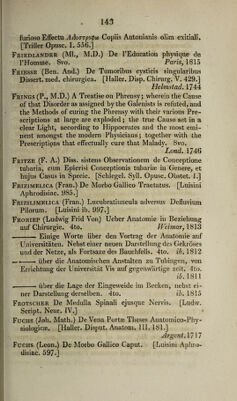 143
furioso Effectu Adorrysetæ Copiis Antonianis olim exitiali.
[Triller Opusc. I. 556.]
FRIEDLANDER (MI., M.D.) De l'Education physique de
l'Homme. 8vo. Paris, 1815
FRIESSE (Ben. And.) De Tumoribus cysticis singularibus
Dissert. med. chirurgica. [Haller. Disp. Chirurg. V. 429.]
Helmstad. 1744
FRINGS (P., M.D.) A Treatise on Phrensy; wherein the Cause
of that Disorder as assigned by the Galenists is refuted, and
the Methods of curing the Phrensy with their various Pre-
scriptions at large are exploded; the true Cause set in a
clear Light, according to Hippocrates and the most emi-
nent amongst the modern Physicians; together with the
Prescriptions that effectually cure that Malady. 8vo.
Lond. 1746
FRITZE (F. A.) Diss. sistens Observationem de Conceptione
tubaria, cum Epicrisi Conceptionis tubariæ in Genere, et
hujus Casus in Specie. [Schlegel. Syll. Opusc. Obstet. I.]
FRIZIMELICA (Fran.) De Morbo Gallico Tractatus. [Luisini
Aphrodisiac. 985.]
FRIZZIMELICA (Fran.) Lucubratiuncula adversus Defluvium
Pilorum. [Luisini ib. 997.]
FRORIEP (Ludwig Frid Von) Ueber Anatomie in Beziehung
auf Chirurgie. 4to. Weimar, 1813
——— Einige Worte über den Vortrag der Anatomie auf
Universitäten. Nebst einer neuen Darstellung des Gekröses
und der Netze, als Fortsaze des Bauchfells. 4to. ib. 1812
——— über die Anatomischen Anstalten zu Tubingen, von
Errichtung der Universität Vis auf gegenwärtige zeit. 4to.
ib. 1811
——— über die Lage der Eingeweide im Becken, nebst ei-
ner Darstellung derselben. 4to. ib. 1815
FROTSCHER De Medulla Spinali ejusque Nervis. [Ludw.
Script. Neur. IV.]
FUCHS (Joh. Math.) De Vena Portæ Theses Anatomico-Phy-
siologicæ. [Haller. Disput. Anatom. III. 181.]
Argent. 1717
FUCHS (Leon.) De Morbo Gallico Caput. [Luisini Aphro-
disiac. 597.]